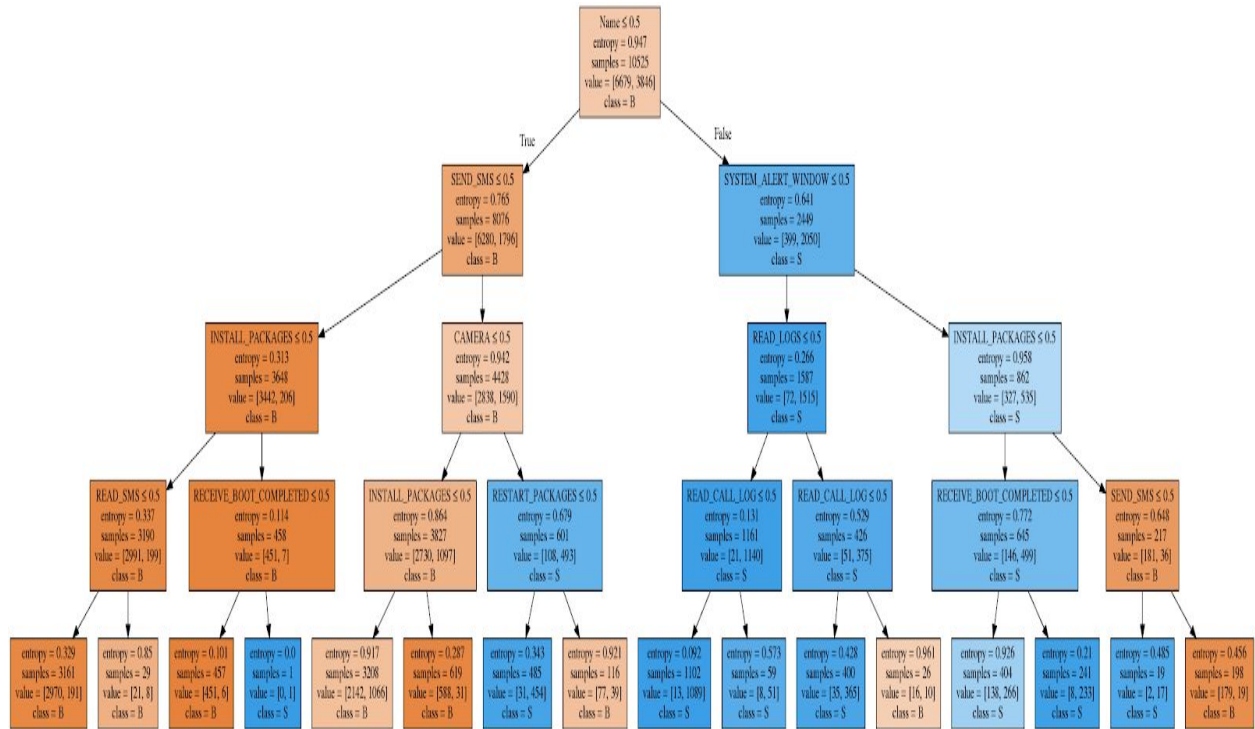 Name ≤ 0.5
entropy = 0.947
samples = 10525
value = [6679, 3846]
class = B
True
False
SEND_SMS ≤ 0.5
entropy = 0.765
samples = 8076
value = [6280, 1796]
class = B
SYSTEM_ALERT_WINDOW ≤ 0.5
entropy = 0.641
samples = 2449
value = [399, 2050]
class = S
INSTALL_PACKAGES ≤ 0.5
entropy = 0.313
samples = 3648
value = [3442, 206]
class = B
CAMERA ≤ 0.5
entropy = 0.942
samples = 4428
value = [2838, 1590]
class = B
READ_LOGS ≤ 0.5
entropy = 0.266
samples = 1587
value = [72, 1515]
class = S
INSTALL_PACKAGES ≤ 0.5
entropy = 0.958
samples = 862
value = [327, 535]
class = S
READ_SMS ≤ 0.5
entropy = 0.337
samples = 3190
value = [2991, 199]
class = B
RECEIVE_BOOT_COMPLETED ≤ 0.5
entropy = 0.114
samples = 458
value = [451, 7]
class = B
INSTALL_PACKAGES ≤ 0.5
entropy = 0.864
samples = 3827
value = [2730, 1097]
class = B
RESTART_PACKAGES ≤ 0.5
entropy = 0.679
samples = 601
value = [108, 493]
class = S
READ_CALL_LOG ≤ 0.5
entropy = 0.131
samples = 1161
value = [21, 1140]
class = S
READ_CALL_LOG ≤ 0.5
entropy = 0.529
samples = 426
value = [51, 375]
class = S
RECEIVE_BOOT_COMPLETED ≤ 0.5
entropy = 0.772
samples = 645
value = [146, 499]
class = S
SEND_SMS ≤ 0.5
entropy = 0.648
samples = 217
value = [181, 36]
class = B
entropy = 0.329
samples = 3161
value = [2970, 191]
class = B
entropy = 0.85
samples = 29
value = [21, 8]
class = B
entropy = 0.101
samples = 457
value = [451, 6]
class = B
entropy = 0.0
samples = 1
value = [0, 1]
class = S
entropy = 0.917
samples = 3208
value = [2142, 1066]
class = B
entropy = 0.287
samples = 619
value = [588, 31]
class = B
entropy = 0.343
samples = 485
value = [31, 454]
class = S
entropy = 0.921
samples = 116
value = [77, 39]
class = B
entropy = 0.092
samples = 1102
value = [13, 1089]
class = S
entropy = 0.573
samples = 59
value = [8, 51]
class = S
entropy = 0.428
samples = 400
value = [35, 365]
class = S
entropy = 0.961
samples = 26
value = [16, 10]
class = B
entropy = 0.926
samples = 404
value = [138, 266]
class = S
entropy = 0.21
samples = 241
value = [8, 233]
class = S
entropy = 0.485
samples = 19
value = [2, 17]
class = S
entropy = 0.456
samples = 198
value = [179, 19]
class = B